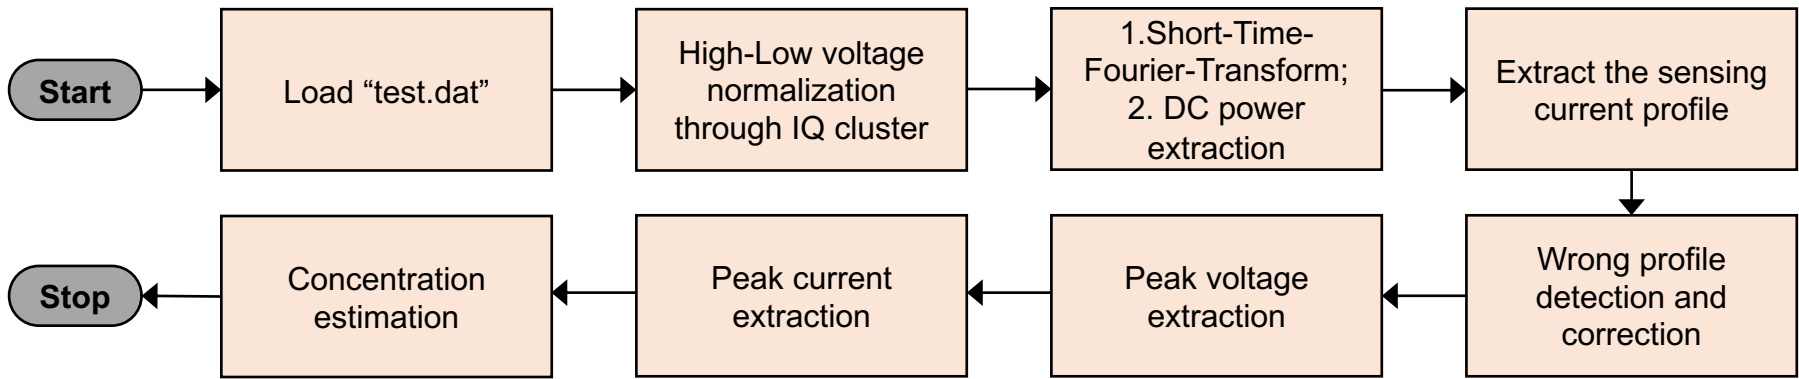 Start
Load “test.dat”
High-Low voltage
normalization
through IQ cluster
1.Short-Time-
Fourier-Transform;
2. DC power
extraction
Extract the sensing
current profile
Wrong profile
detection and
correction
Peak voltage
extraction
Peak current
extraction
Concentration
estimation
Stop